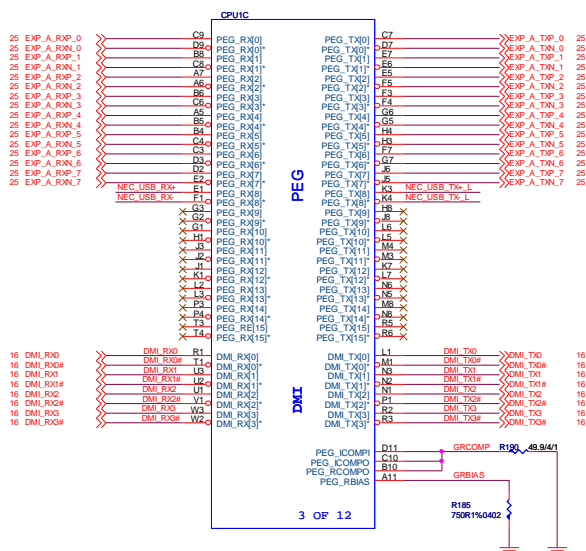 CPU1C
25 EXP_A_RXP_0 C9 PEG_RX[0] PEG_TX[0] C7 EXP_A_TXP_0 25
25 EXP_A_RXN_0 D9 PEG_RX[0]* PEG_TX[0]* D7 EXP_A_TXN_0 25
25 EXP_A_RXP_1 B8 PEG_RX[1] PEG_TX[1] E7 EXP_A_TXP_1 25
25 EXP_A_RXN_1 C8 PEG_RX[1]* PEG_TX[1]* E6 EXP_A_TXN_1 25
25 EXP_A_RXP_2 A7 PEG_RX[2] PEG_TX[2] E5 EXP_A_TXP_2 25
25 EXP_A_RXN_2 A6 PEG_RX[2]* PEG_TX[2]* F5 EXP_A_TXN_2 25
25 EXP_A_RXP_3 B6 PEG_RX[3] PEG_TX[3] F3 EXP_A_TXP_3 25
25 EXP_A_RXN_3 C6 PEG_RX[3]* PEG_TX[3]* F4 EXP_A_TXN_3 25
25 EXP_A_RXP_4 A5 PEG_RX[4] PEG_TX[4] G6 EXP_A_TXP_4 25
25 EXP_A_RXN_4 B5 PEG_RX[4]* PEG_TX[4]* G5 EXP_A_TXN_4 25
25 EXP_A_RXP_5 B4 PEG_RX[5] PEG_TX[5] H4 EXP_A_TXP_5 25
25 EXP_A_RXN_5 C4 PEG_RX[5]* PEG_TX[5]* H3 EXP_A_TXN_5 25
25 EXP_A_RXP_6 C3 PEG_RX[6] PEG_TX[6] F7 EXP_A_TXP_6 25
25 EXP_A_RXN_6 D3 PEG_RX[6]* PEG_TX[6]* G7 EXP_A_TXN_6 25
25 EXP_A_RXP_7 D2 PEG_RX[7] PEG_TX[7] J6 EXP_A_TXP_7 25
25 EXP_A_RXN_7 E2 PEG_RX[7]* PEG_TX[7]* J5 EXP_A_TXN_7 25
NEC_USB_RX+ E1 PEG_RX[8] PEG_TX[8] K3 NEC_USB_TX+_L
NEC_USB_RX- F1 PEG_RX[8]* PEG_TX[8]* K4 NEC_USB_TX-_L
PEG
G3 PEG_RX[9] PEG_TX[9] H8
G2 PEG_RX[9]* PEG_TX[9]* J8
G1 PEG_RX[10] PEG_TX[10] L6
H1 PEG_RX[10]* PEG_TX[10]* L5
J3 PEG_RX[11] PEG_TX[11] M4
J2 PEG_RX[11]* PEG_TX[11]* M3
J1 PEG_RX[12] PEG_TX[12] K7
K1 PEG_RX[12]* PEG_TX[12]* L7
L2 PEG_RX[13] PEG_TX[13] N6
L3 PEG_RX[13]* PEG_TX[13]* N5
P3 PEG_RX[14] PEG_TX[14] M8
P4 PEG_RX[14]* PEG_TX[14]* N8
T3 PEG_RE[15] PEG_TX[15] R5
T4 PEG_RX[15]* PEG_TX[15]* R6
16 DMI_RX0 DMI_RX0 R1 DMI_RX[0] DMI_TX[0] L1 DMI_TX0 DMI_TX0 16
16 DMI_RX0# DMI_RX0# T1 DMI_RX[0]* DMI_TX[0]* M1 DMI_TX0# DMI_TX0# 16
16 DMI_RX1 DMI_RX1 U3 DMI_RX[1] DMI_TX[1] N3 DMI_TX1 DMI_TX1 16
16 DMI_RX1# DMI_RX1# U2 DMI_RX[1]* DMI_TX[1]* N2 DMI_TX1# DMI_TX1# 16
16 DMI_RX2 DMI_RX2 U1 DMI_RX[2] DMI_TX[2] N1 DMI_TX2 DMI_TX2 16
16 DMI_RX2# DMI_RX2# V1 DMI_RX[2]* DMI_TX[2]* P1 DMI_TX2# DMI_TX2# 16
16 DMI_RX3 DMI_RX3 W3 DMI_RX[3] DMI_TX[3] R2 DMI_TX3 DMI_TX3 16
16 DMI_RX3# DMI_RX3# W2 DMI_RX[3]* DMI_TX[3]* R3 DMI_TX3# DMI_TX3# 16
DMI
PEG_ICOMPI D11 GRCOMP R190 49.9/4/1
PEG_ICOMPO C10
PEG_RCOMPO B10
PEG_RBIAS A11 GRBIAS
R185
750R1%0402
3 OF 12